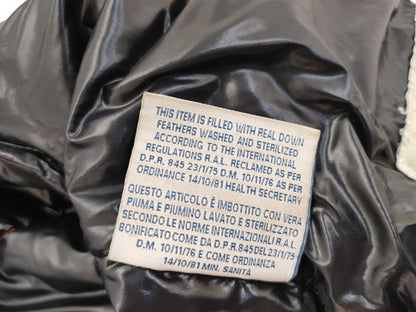 THIS ITEM IS FILLED WITH REAL DOWN
FEATHERS WASHED AND STERILIZED
ACCORDING TO THE INTERNATIONAL
REGULATIONS R.A.L. RECLAMED AS PER
D.P.R. 845 23/1/75 D.M. 10/11/76 AS PER
ORDINANCE 14/10/81 HEALTH SECRETARY
QUESTO ARTICOLO È IMBOTTITO CON VERA
PIUMA E PIUMINO LAVATO E STERILIZZATO
SECONDO LE NORME INTERNAZIONALI R.A.L.
BONIFICATO COME DA D.P.R. 845 DEL 23/1/75
D.M. 10/11/76 E COME ORDINANZA
14/10/81 MIN. SANITÀ